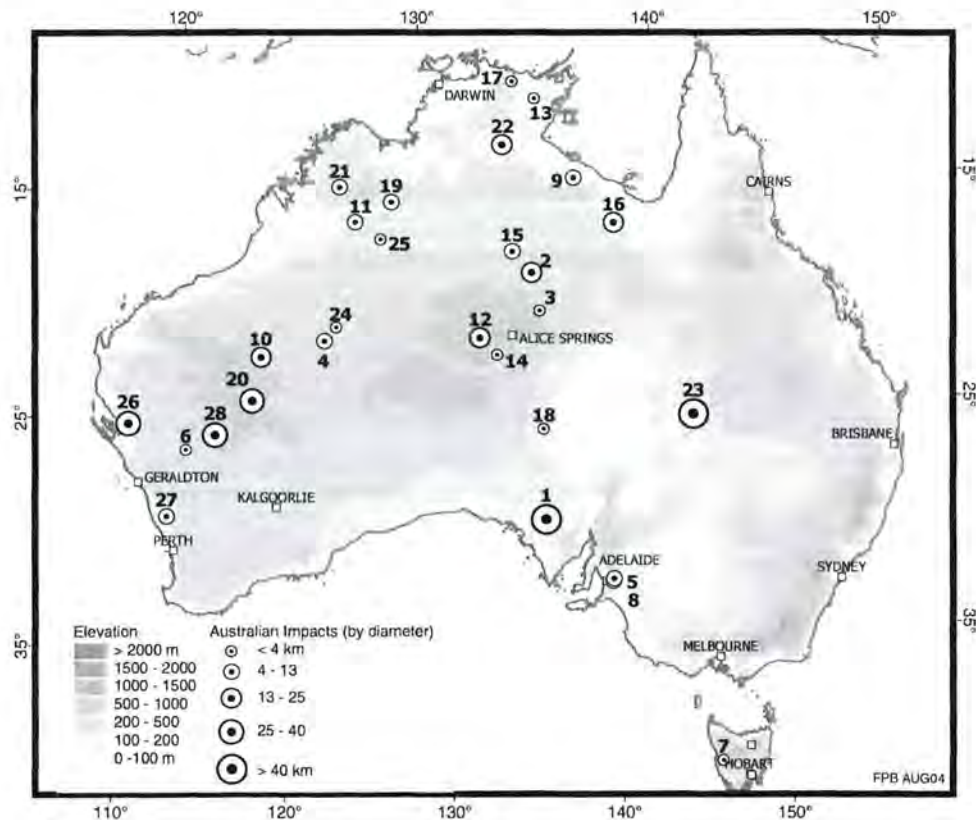 120° 130° 140° 150°
17
DARWIN
13
22
21
19
9
CAIRNS
15° 15°
11
16
25
15
2
3
24
12
ALICE SPRINGS
10
4
14
20
23
25° 25°
26
28
18
6
BRISBANE
GERALDTON
KALGOORLIE
1
27
PERTH
ADELAIDE
SYDNEY
5
8
35° 35°
MELBOURNE
Elevation
> 2000 m
1500 - 2000
1000 - 1500
500 - 1000
200 - 500
100 - 200
0 -100 m
Australian Impacts (by diameter)
< 4 km
4 - 13
13 - 25
25 - 40
> 40 km
7
HOBART
FPB AUG04
110° 120° 130° 140° 150°